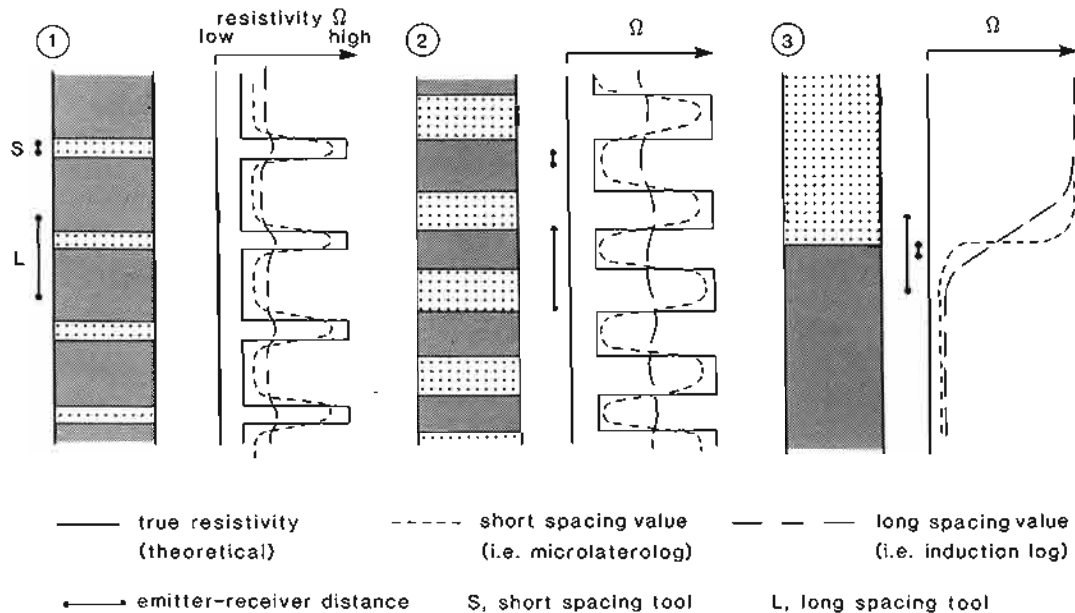 1
resistivity Ω
low high
2
Ω
3
Ω
S
L
true resistivity
(theoretical)
short spacing value
(i.e. microlaterolog)
long spacing value
(i.e. induction log)
emitter-receiver distance
S, short spacing tool
L, long spacing tool